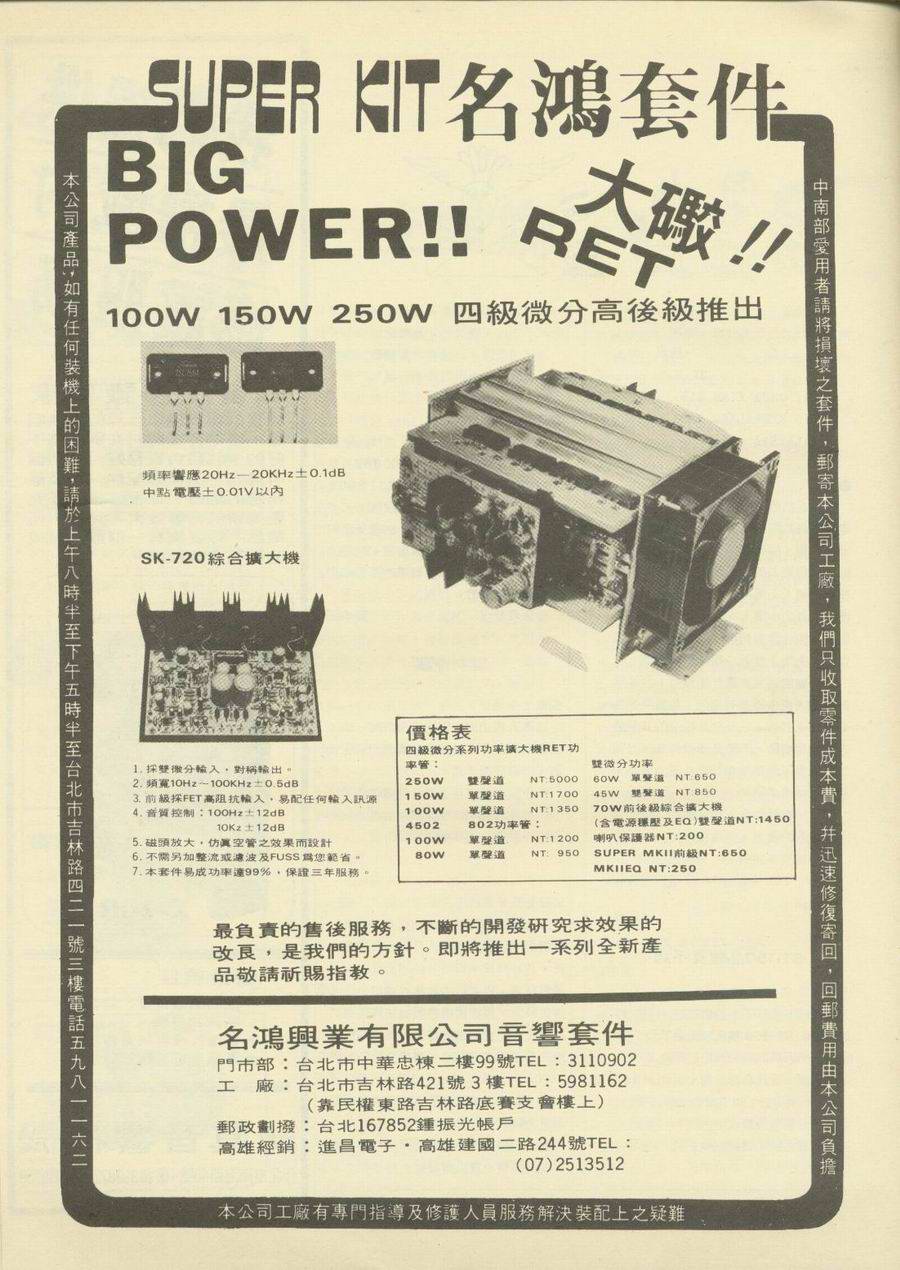 SUPER KIT 名鴻套件
BIG
POWER!!
大礮!!
RET
100W 150W 250W 四級微分高後級推出
頻率響應20Hz—20KHz±0.1dB
中點電壓±0.01V以內
SK-720綜合擴大機
1. 採雙微分輸入，對稱輸出。
2. 頻寬10Hz~100KHz±0.5dB
3. 前級採FET高阻抗輸入，易配任何輸入訊源
4. 音質控制：100Hz±12dB
10Kz±12dB
5. 磁頭放大，仿眞空管之效果而設計
6. 不需另加整流或濾波及FUSS爲您範省。
7. 本套件易成功率達99%，保證三年服務。
價格表
四級微分系列功率擴大機RET功
率管：
250W 雙聲道 NT:5000
150W 單聲道 NT:1700
100W 單聲道 NT:1350
4502 802功率管：
100W 單聲道 NT:1200
80W 單聲道 NT: 950
雙微分功率
60W 單聲道 NT:650
45W 雙聲道 NT:850
70W前後級綜合擴大機
(含電源穩壓及EQ)雙聲道NT:1450
喇叭保護器NT:200
SUPER MKII前級NT:650
MKIIEQ NT:250
最負責的售後服務，不斷的開發研究求效果的
改良，是我們的方針。即將推出一系列全新產
品敬請祈賜指教。
名鴻興業有限公司音響套件
門市部：台北市中華忠棟二樓99號TEL：3110902
工 廠：台北市吉林路421號3樓TEL：5981162
（靠民權東路吉林路底賽支會樓上）
郵政劃撥：台北167852鍾振光帳戶
高雄經銷：進昌電子・高雄建國二路244號TEL：
(07)2513512
本公司產品，如有任何裝機上的困難，請於上午八時半至下午五時半至台北市吉林路四二一號三樓電話五九八一一六二
中南部愛用者請將損壞之套件，郵寄本公司工廠，我們只收取零件成本費，幷迅速修復寄回，回郵費用由本公司負擔
本公司工廠有專門指導及修護人員服務解決裝配上之疑難